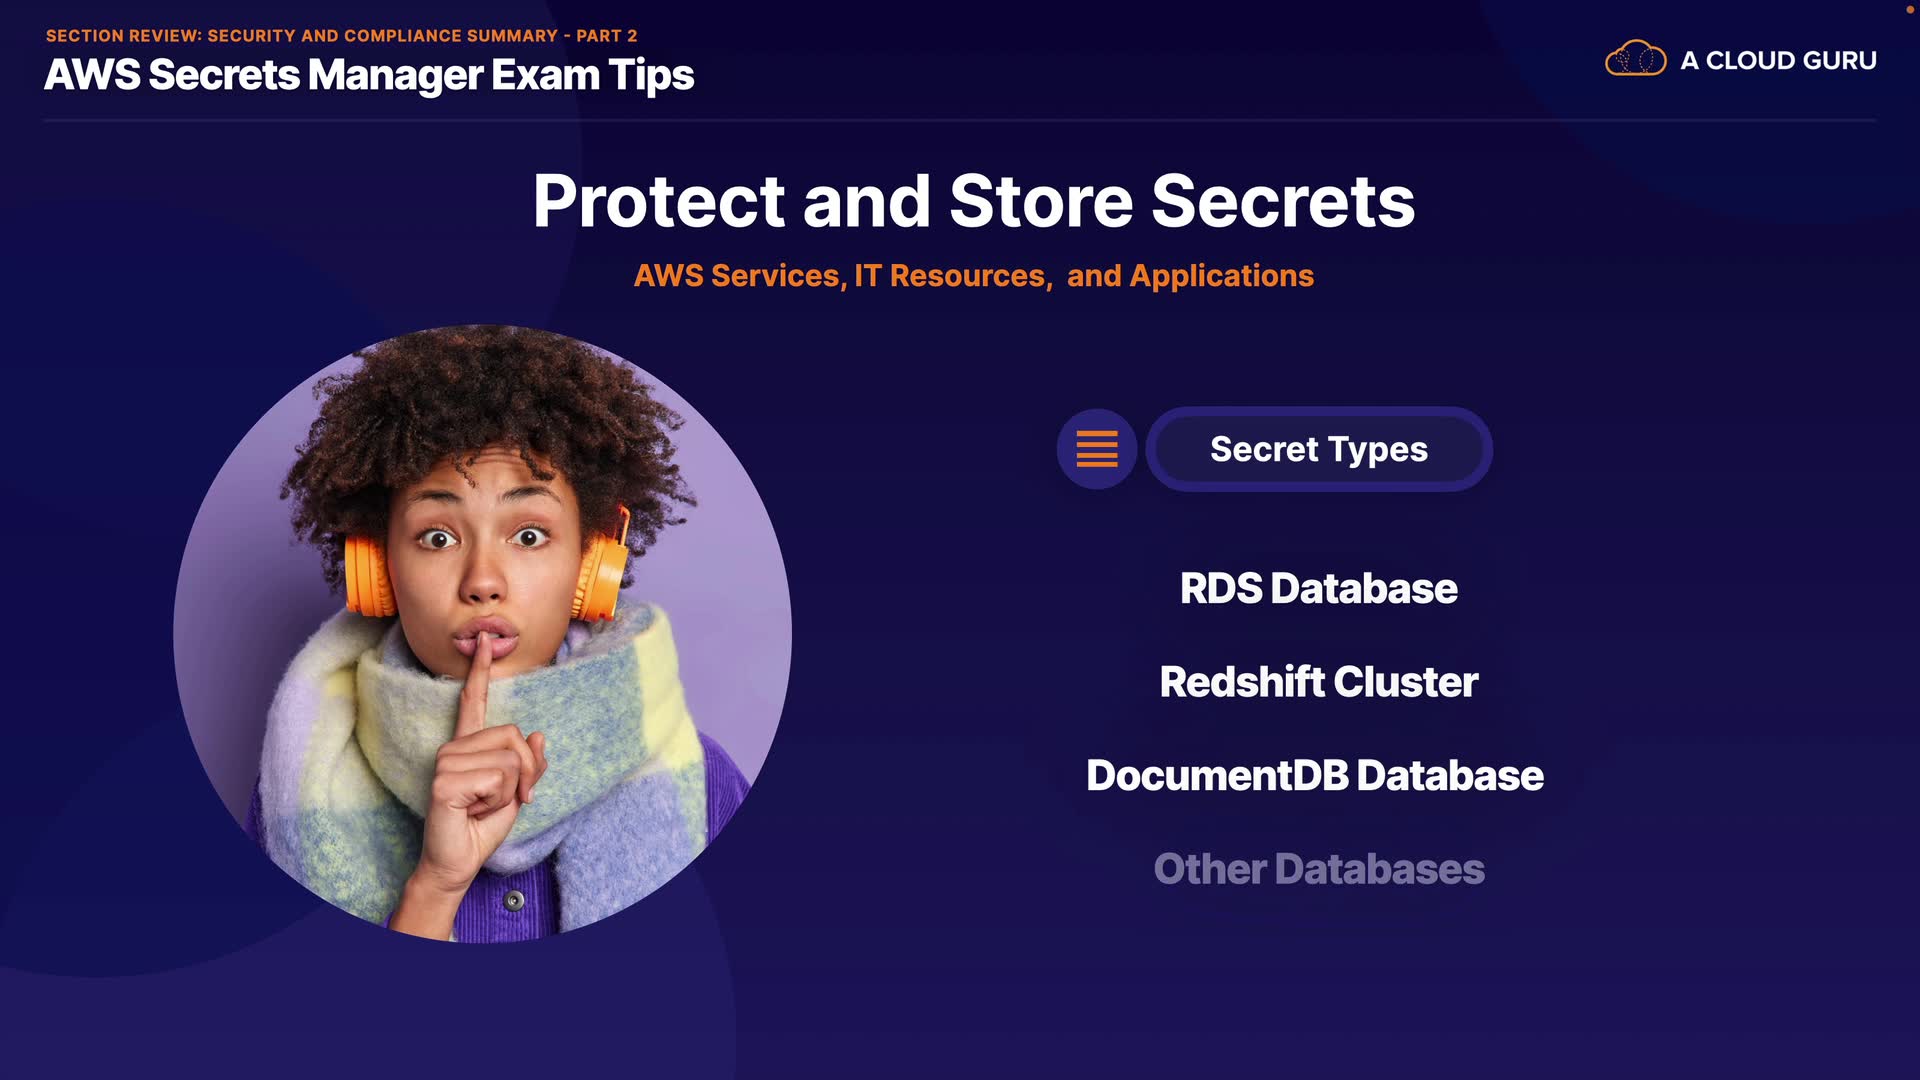 SECTION REVIEW: SECURITY AND COMPLIANCE SUMMARY - PART 2
AWS Secrets Manager Exam Tips
A CLOUD GURU
Protect and Store Secrets
AWS Services, IT Resources, and Applications
Secret Types
RDS Database
Redshift Cluster
DocumentDB Database
Other Databases